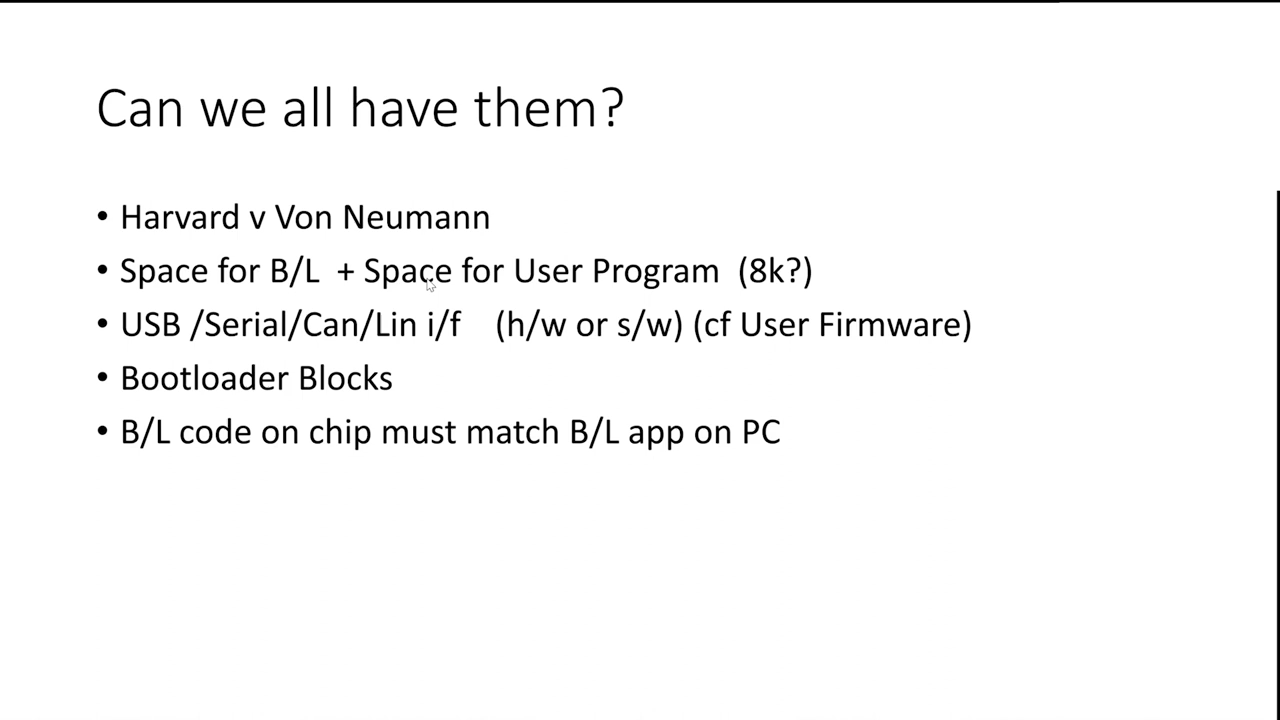 Can we all have them?
• Harvard v Von Neumann
• Space for B/L + Space for User Program (8k?)
• USB /Serial/Can/Lin i/f (h/w or s/w) (cf User Firmware)
• Bootloader Blocks
• B/L code on chip must match B/L app on PC